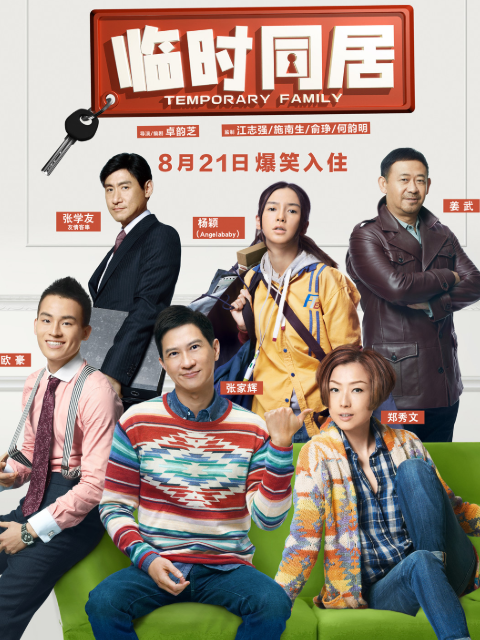 临时同居
TEMPORARY FAMILY
导演/编剧 卓韵芝 监制 江志强/施南生/俞琤/何韵明
8月21日 爆笑入住
张学友
友情客串
杨颖
(Angelababy)
姜武
欧豪
张家辉
郑秀文